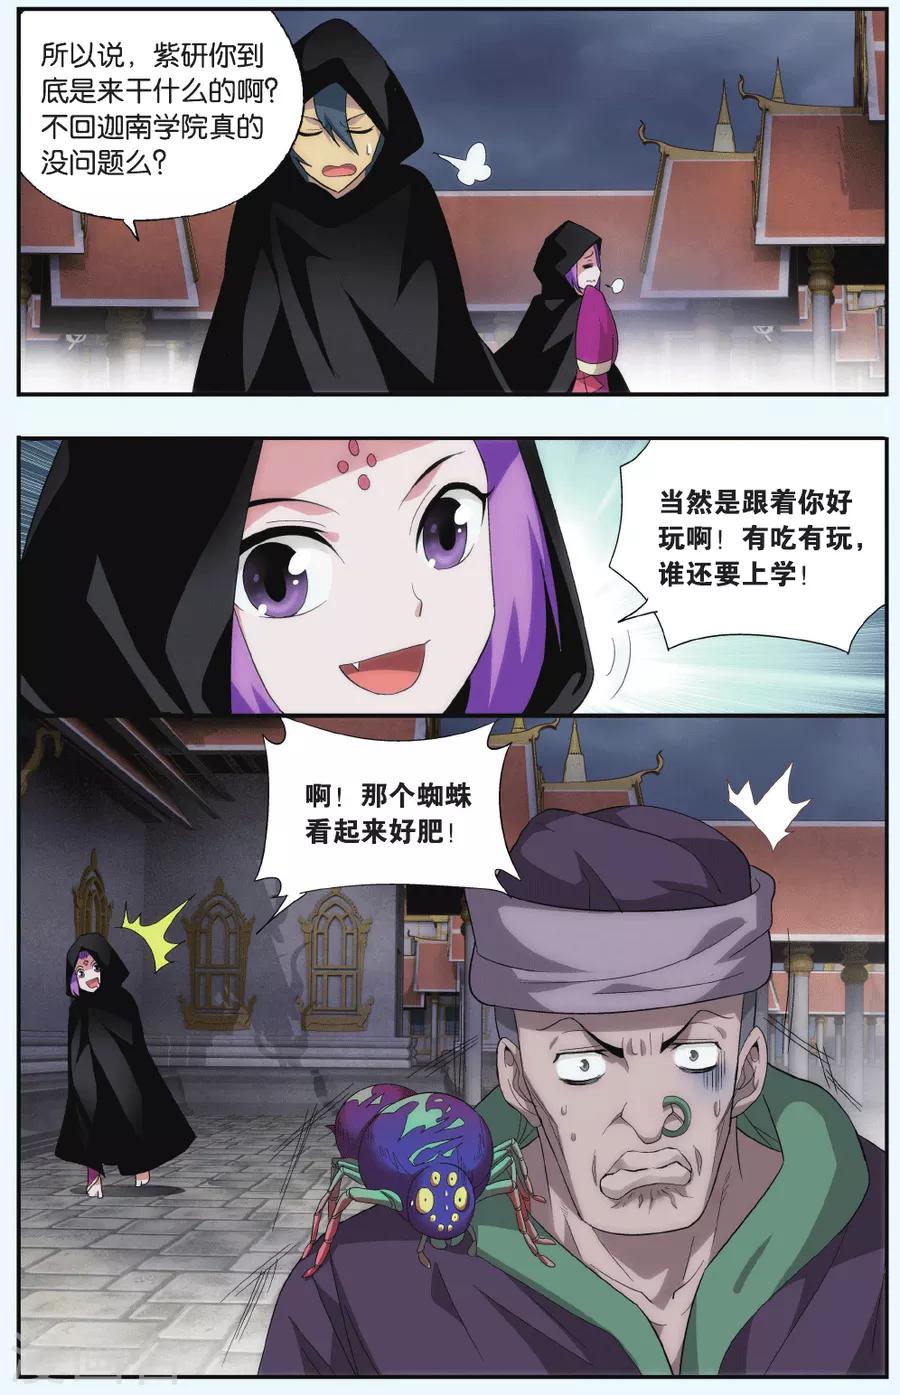 所以说，紫研你到
底是来干什么的啊？
不回迦南学院真的
没问题么？
当然是跟着你好
玩啊！有吃有玩，
谁还要上学！
啊！那个蜘蛛
看起来好肥！